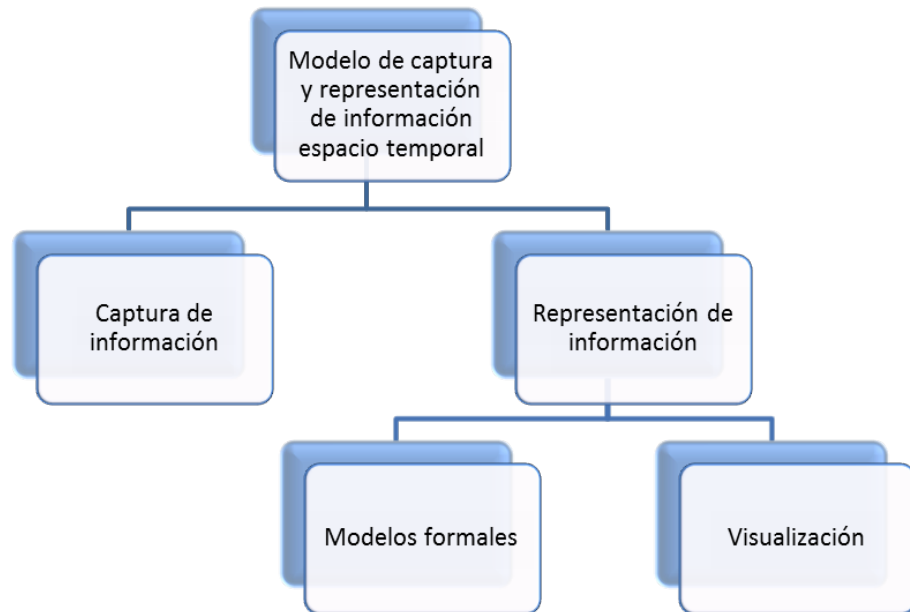 Modelo de captura
y representación
de información
espacio temporal
Captura de
información
Representación de
información
Modelos formales
Visualización